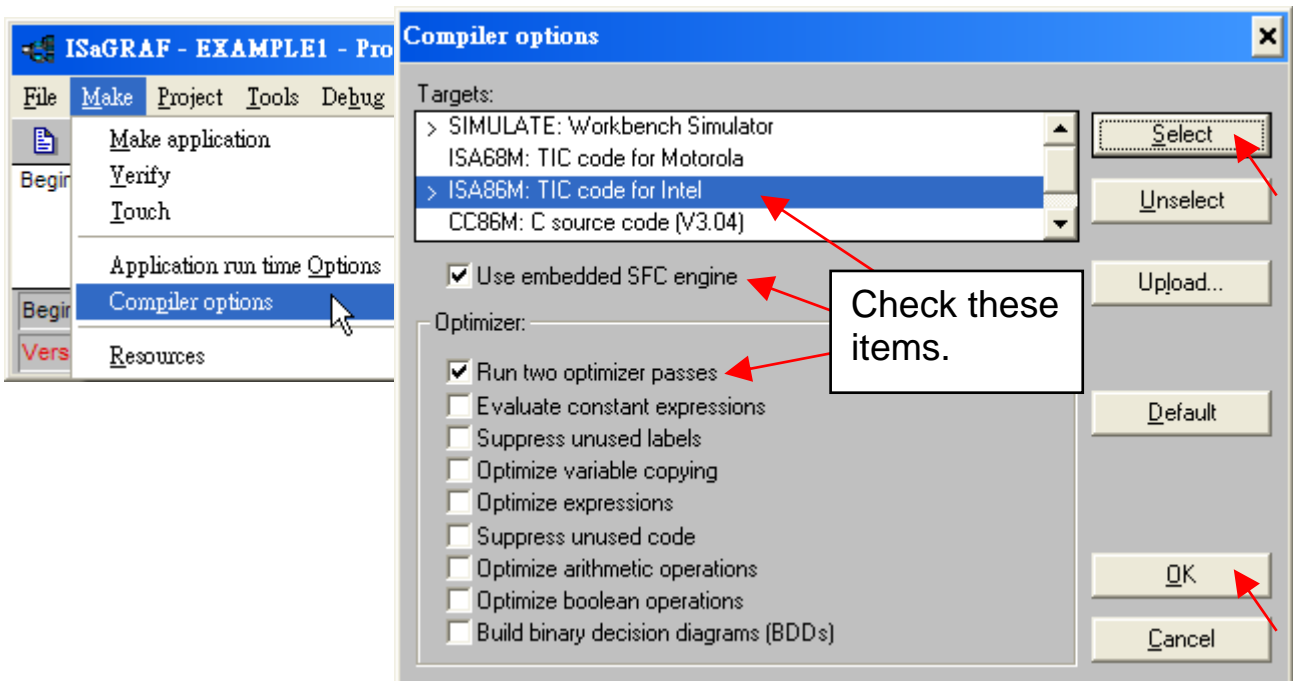 ISaGRAF - EXAMPLE1 - Pro
File Make Project Tools Debug
Make application
Verify
Touch
Application run time Options
Compiler options
Resources
Begin
Begin
Vers
Compiler options
Targets:
> SIMULATE: Workbench Simulator
ISA68M: TIC code for Motorola
> ISA86M: TIC code for Intel
CC86M: C source code (V3.04)
Select
Unselect
Upload...
Default
OK
Cancel
Use embedded SFC engine
Optimizer:
Run two optimizer passes
Evaluate constant expressions
Suppress unused labels
Optimize variable copying
Optimize expressions
Suppress unused code
Optimize arithmetic operations
Optimize boolean operations
Build binary decision diagrams (BDDs)
Check these
items.